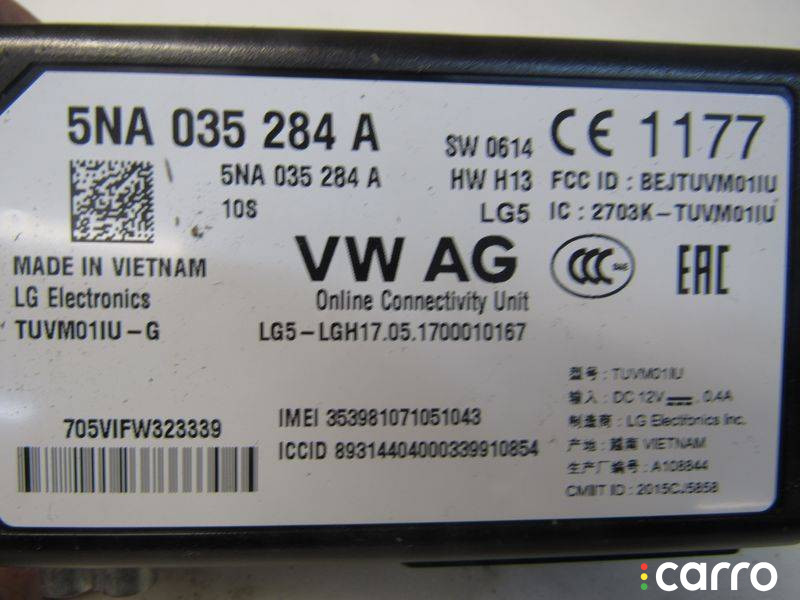 5NA 035 284 A
SW 0614
CE 1177
5NA 035 284 A
HW H13
FCC ID : BEJTUVM01IU
10S
LG5
IC : 2703K-TUVM01IU
MADE IN VIETNAM
VW AG
CCC
S&E
EAC
LG Electronics
Online Connectivity Unit
TUVM01IU-G
LG5-LGH17.05.1700010167
型号 : TUVM01IU
输入 : DC 12V 0.4A
制造商 : LG Electronics Inc.
产地 : 越南 VIETNAM
生产厂编号 : A108844
CMIIT ID : 2015CJ5858
705VIFW323339
IMEI 353981071051043
ICCID 89314404000339910854
carro